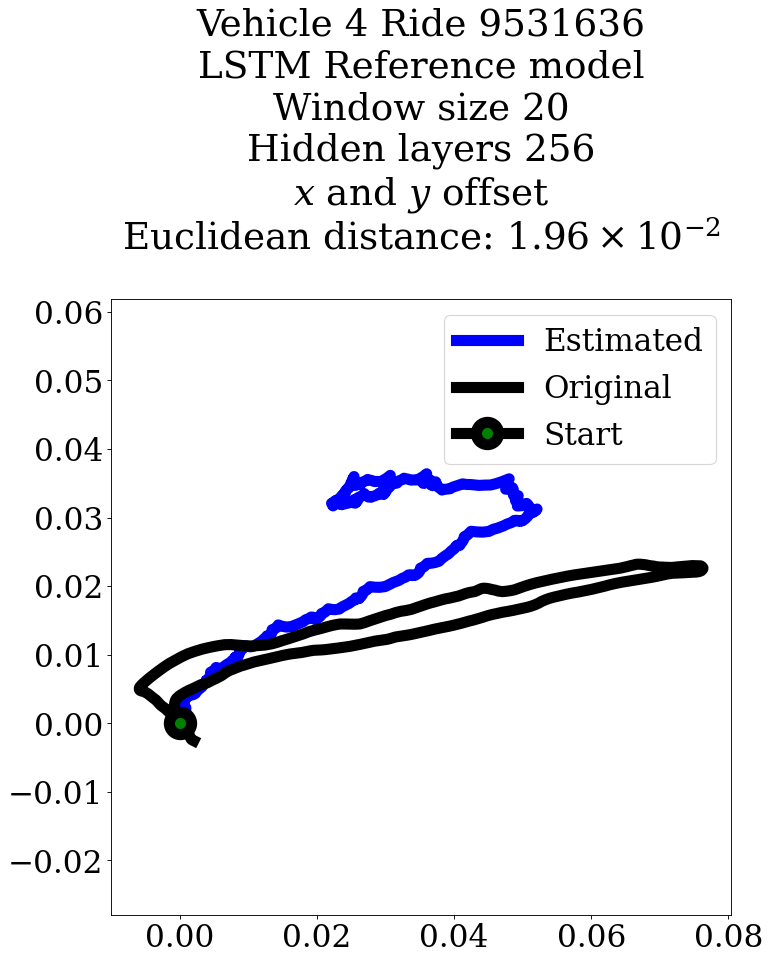 Vehicle 4 Ride 9531636
LSTM Reference model
Window size 20
Hidden layers 256
x and y offset
Euclidean distance: 1.96 × 10⁻²
Estimated
Original
Start
0.06
0.05
0.04
0.03
0.02
0.01
0.00
−0.01
−0.02
0.00 0.02 0.04 0.06 0.08